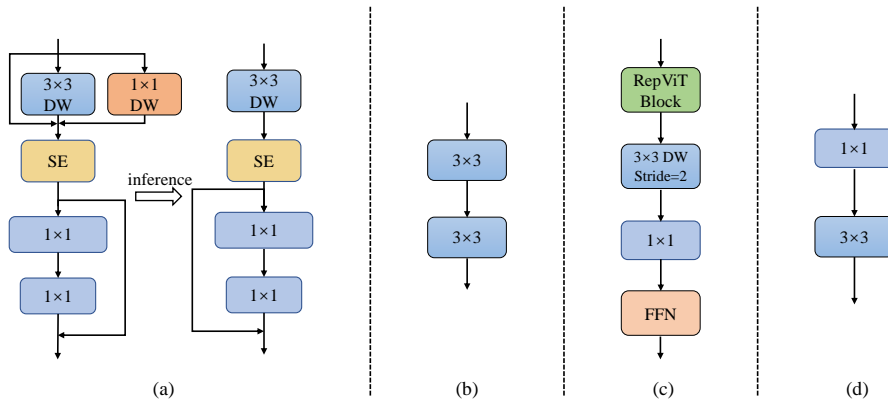 3×3
DW
1×1
DW
SE
1×1
1×1
inference
3×3
DW
SE
1×1
1×1
(a)
3×3
3×3
(b)
RepViT
Block
3×3 DW
Stride=2
1×1
FFN
(c)
1×1
3×3
(d)